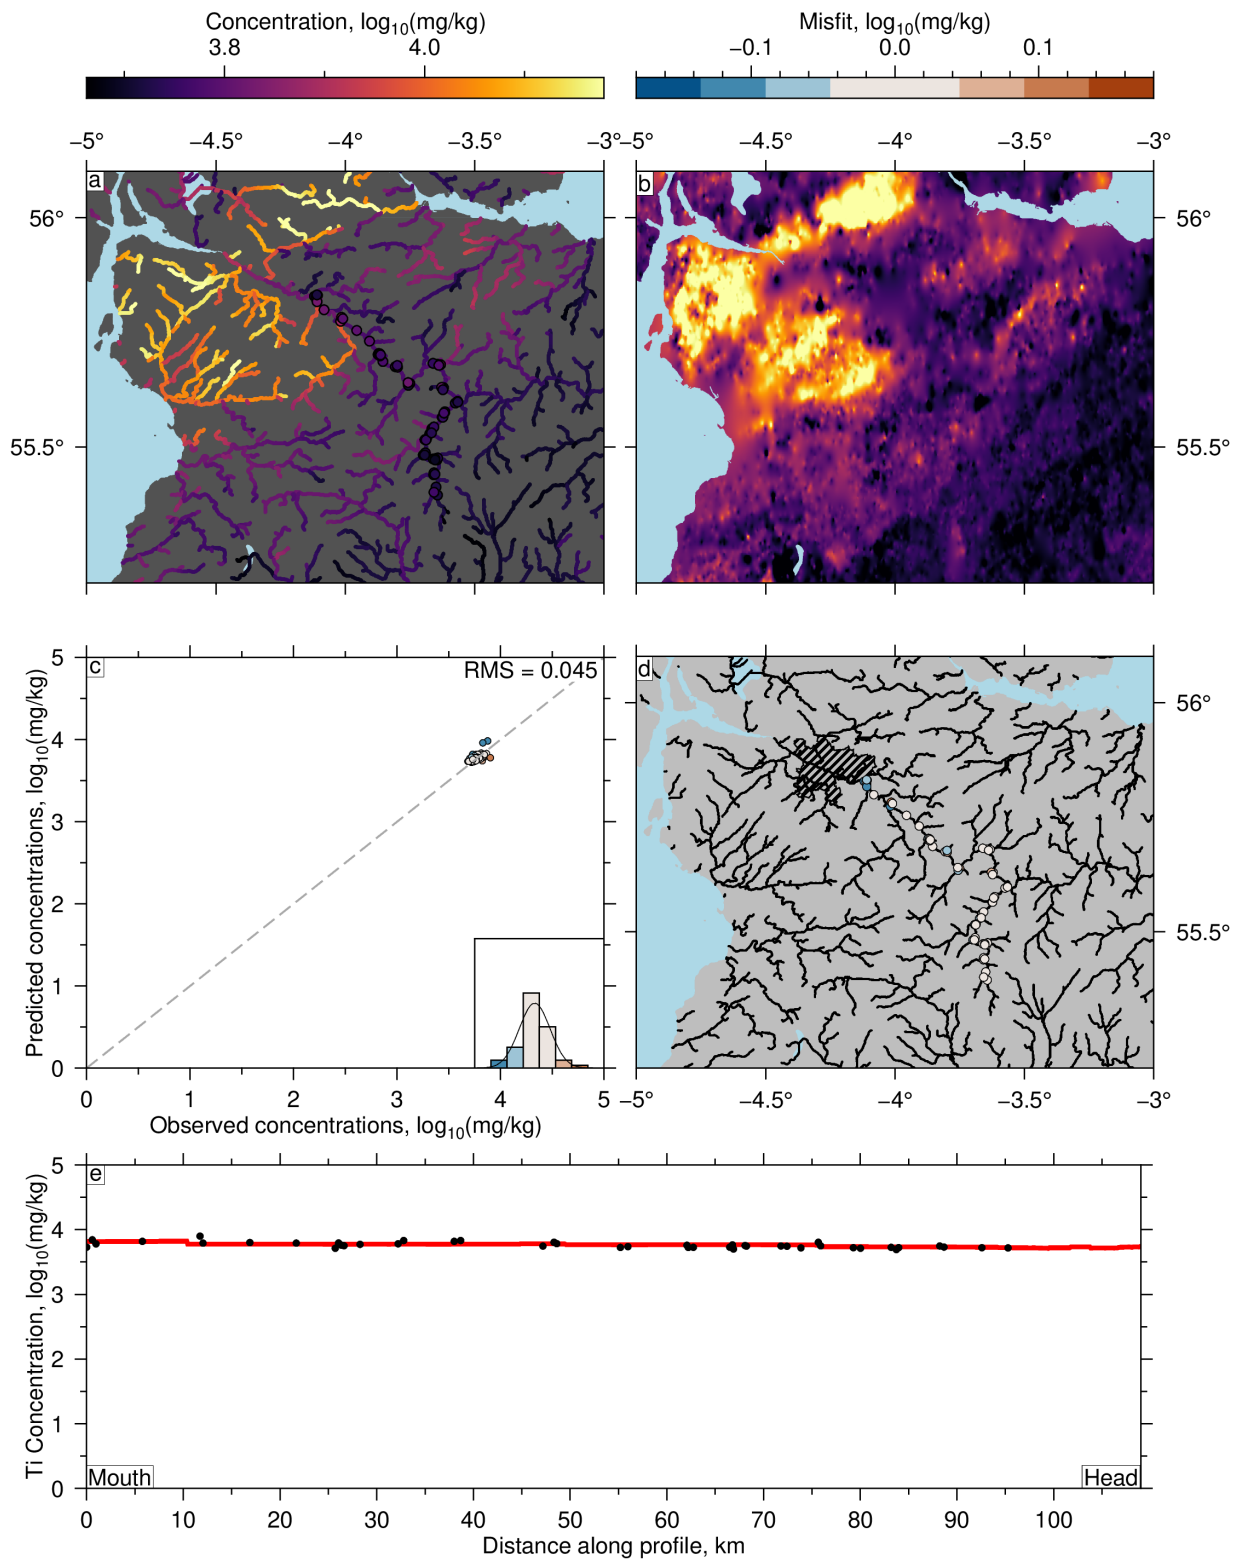 Concentration, log₁₀(mg/kg)
Misfit, log₁₀(mg/kg)
3.8 4.0
−0.1 0.0 0.1
−5° −4.5° −4° −3.5° −3°
−5° −4.5° −4° −3.5° −3°
a
b
56°
56°
55.5°
55.5°
c
RMS = 0.045
d
5
4
3
2
1
0
Predicted concentrations, log₁₀(mg/kg)
56°
55.5°
0 1 2 3 4 5
−5° −4.5° −4° −3.5° −3°
Observed concentrations, log₁₀(mg/kg)
e
5
4
3
2
1
0
Ti Concentration, log₁₀(mg/kg)
Mouth
Head
0 10 20 30 40 50 60 70 80 90 100
Distance along profile, km